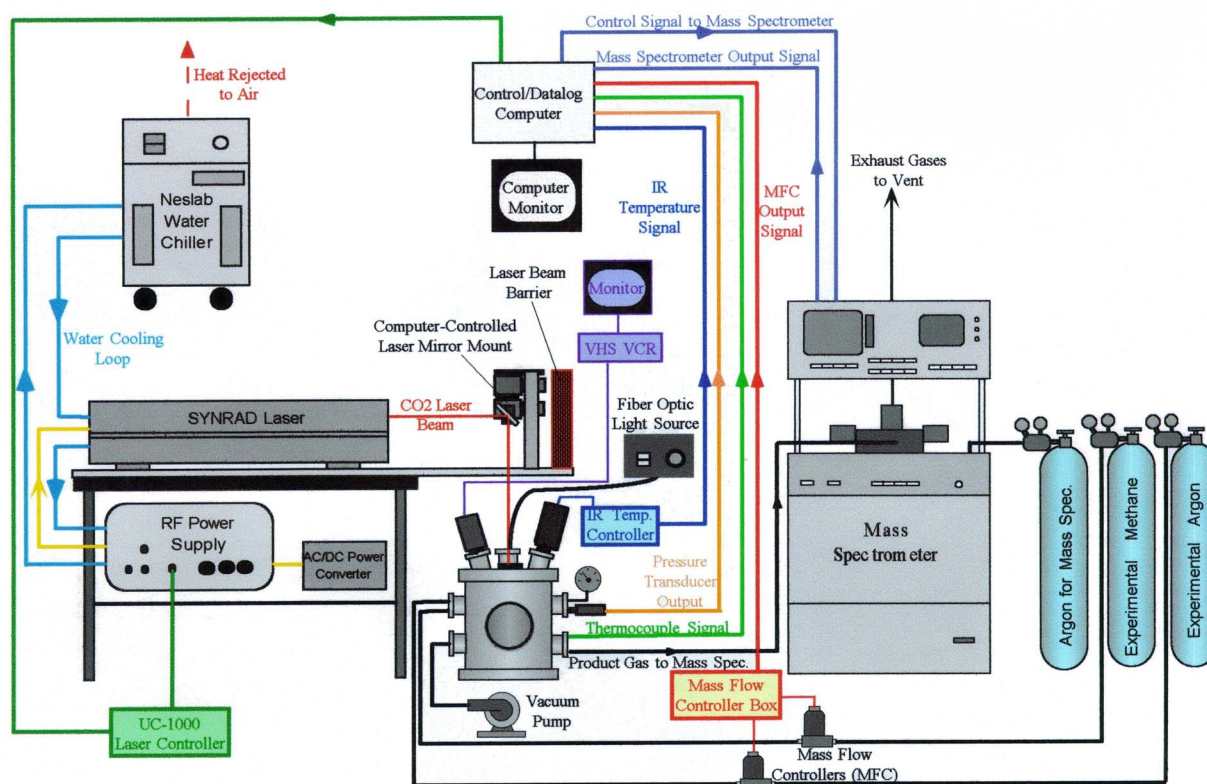 Control Signal to Mass Spectrometer
Mass Spectrometer Output Signal
Heat Rejected
to Air
Control/Datalog
Computer
Exhaust Gases
to Vent
Computer
Monitor
IR
Temperature
Signal
MFC
Output
Signal
Neslab
Water
Chiller
Laser Beam
Barrier
Monitor
Computer-Controlled
Laser Mirror Mount
VHS VCR
Water Cooling
Loop
SYNRAD Laser
CO2 Laser
Beam
Fiber Optic
Light Source
RF Power
Supply
IR Temp.
Controller
AC/DC Power
Converter
Mass
Spec trom eter
Pressure
Transducer
Output
Argon for Mass Spec.
Experimental Methane
Experimental Argon
Thermocouple Signal
Product Gas to Mass Spec.
Mass Flow
Controller Box
Vacuum
Pump
UC-1000
Laser Controller
Mass Flow
Controllers (MFC)